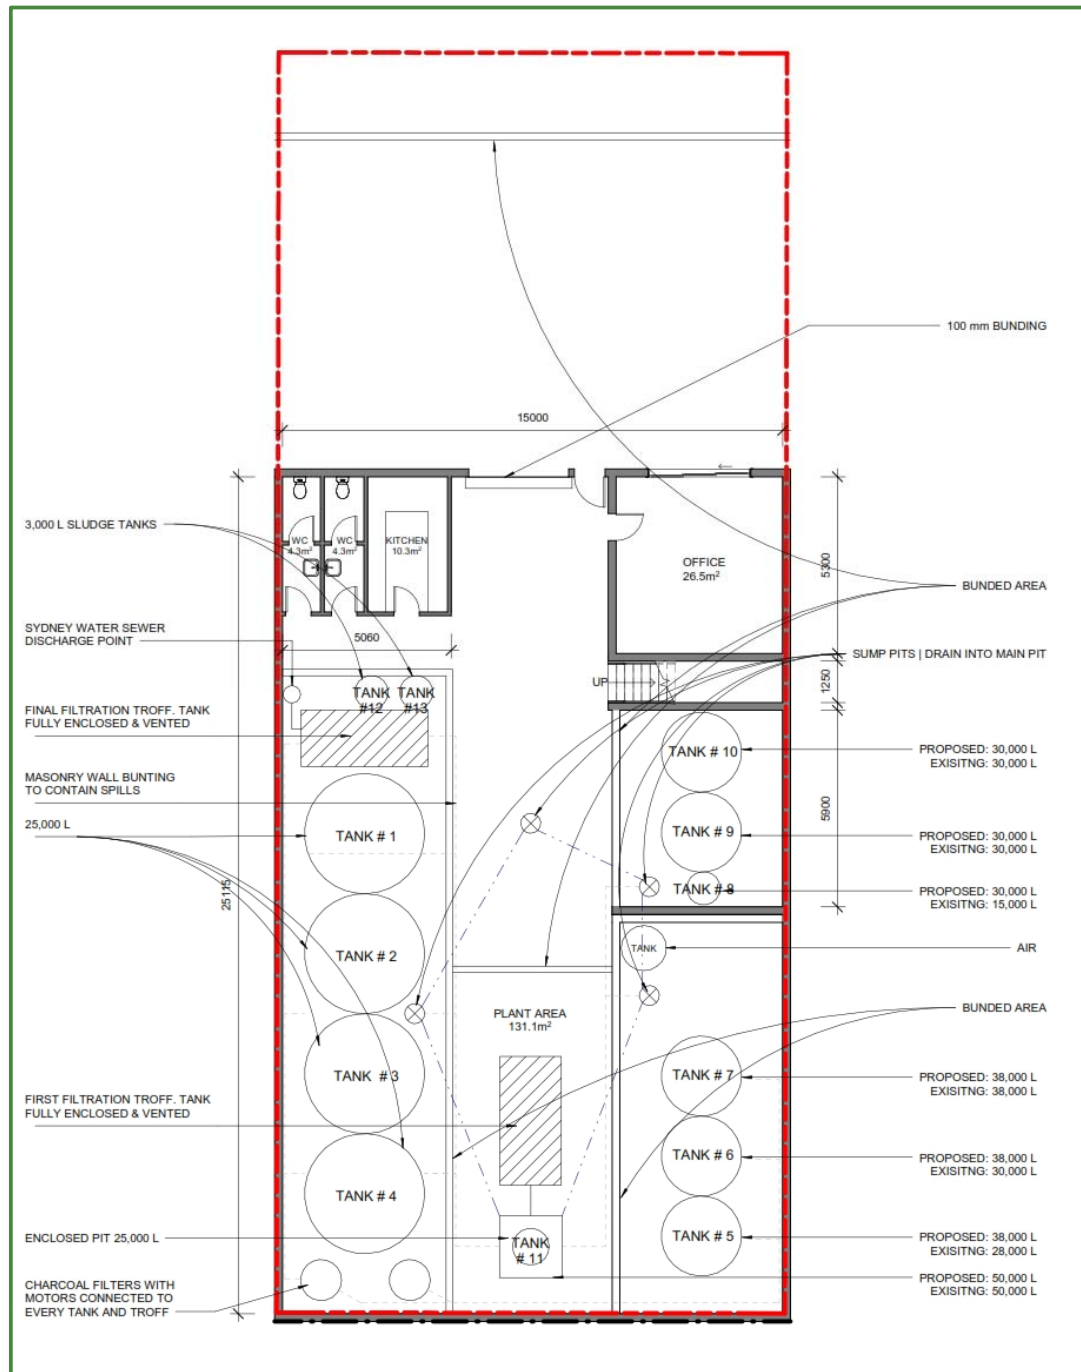 100 mm BUNDING
15000
3,000 L SLUDGE TANKS
WC
4.3m²
WC
4.3m²
KITCHEN
10.3m²
OFFICE
26.5m²
5300
BUNDED AREA
SYDNEY WATER SEWER
DISCHARGE POINT
5060
SUMP PITS | DRAIN INTO MAIN PIT
UP
1250
TANK
#12
TANK
#13
FINAL FILTRATION TROFF. TANK
FULLY ENCLOSED & VENTED
TANK # 10
PROPOSED: 30,000 L
EXISITNG: 30,000 L
MASONRY WALL BUNTING
TO CONTAIN SPILLS
25,000 L
TANK # 1
5900
TANK # 9
PROPOSED: 30,000 L
EXISITNG: 30,000 L
25115
TANK # 8
PROPOSED: 30,000 L
EXISITNG: 15,000 L
TANK # 2
TANK
AIR
PLANT AREA
131.1m²
BUNDED AREA
TANK # 3
TANK # 7
PROPOSED: 38,000 L
EXISITNG: 38,000 L
FIRST FILTRATION TROFF. TANK
FULLY ENCLOSED & VENTED
TANK # 6
PROPOSED: 38,000 L
EXISITNG: 30,000 L
TANK # 4
ENCLOSED PIT 25,000 L
TANK
# 11
TANK # 5
PROPOSED: 38,000 L
EXISITNG: 28,000 L
PROPOSED: 50,000 L
EXISITNG: 50,000 L
CHARCOAL FILTERS WITH
MOTORS CONNECTED TO
EVERY TANK AND TROFF